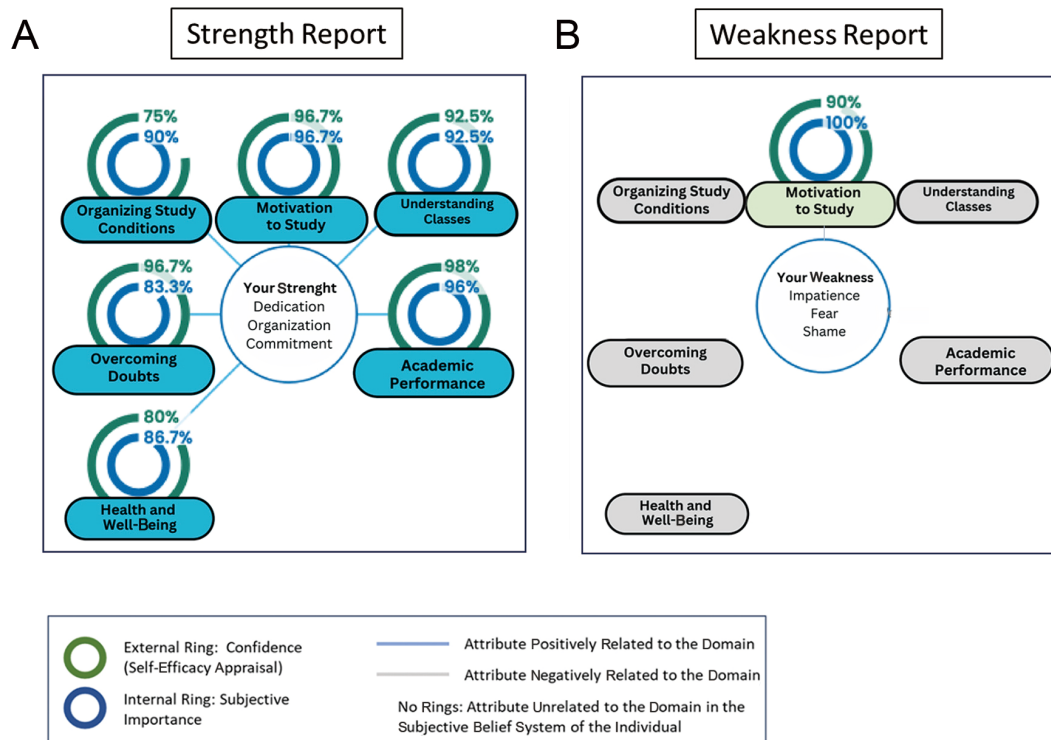 A
Strength Report
75%
90%
Organizing Study
Conditions
96.7%
96.7%
Motivation
to Study
92.5%
92.5%
Understanding
Classes
96.7%
83.3%
Overcoming
Doubts
Your Strenght
Dedication
Organization
Commitment
98%
96%
Academic
Performance
80%
86.7%
Health and
Well-Being
B
Weakness Report
90%
100%
Organizing Study
Conditions
Motivation
to Study
Understanding
Classes
Your Weakness
Impatience
Fear
Shame
Overcoming
Doubts
Academic
Performance
Health and
Well-Being
External Ring: Confidence
(Self-Efficacy Appraisal)
Internal Ring: Subjective
Importance
Attribute Positively Related to the Domain
Attribute Negatively Related to the Domain
No Rings: Attribute Unrelated to the Domain in the
Subjective Belief System of the Individual